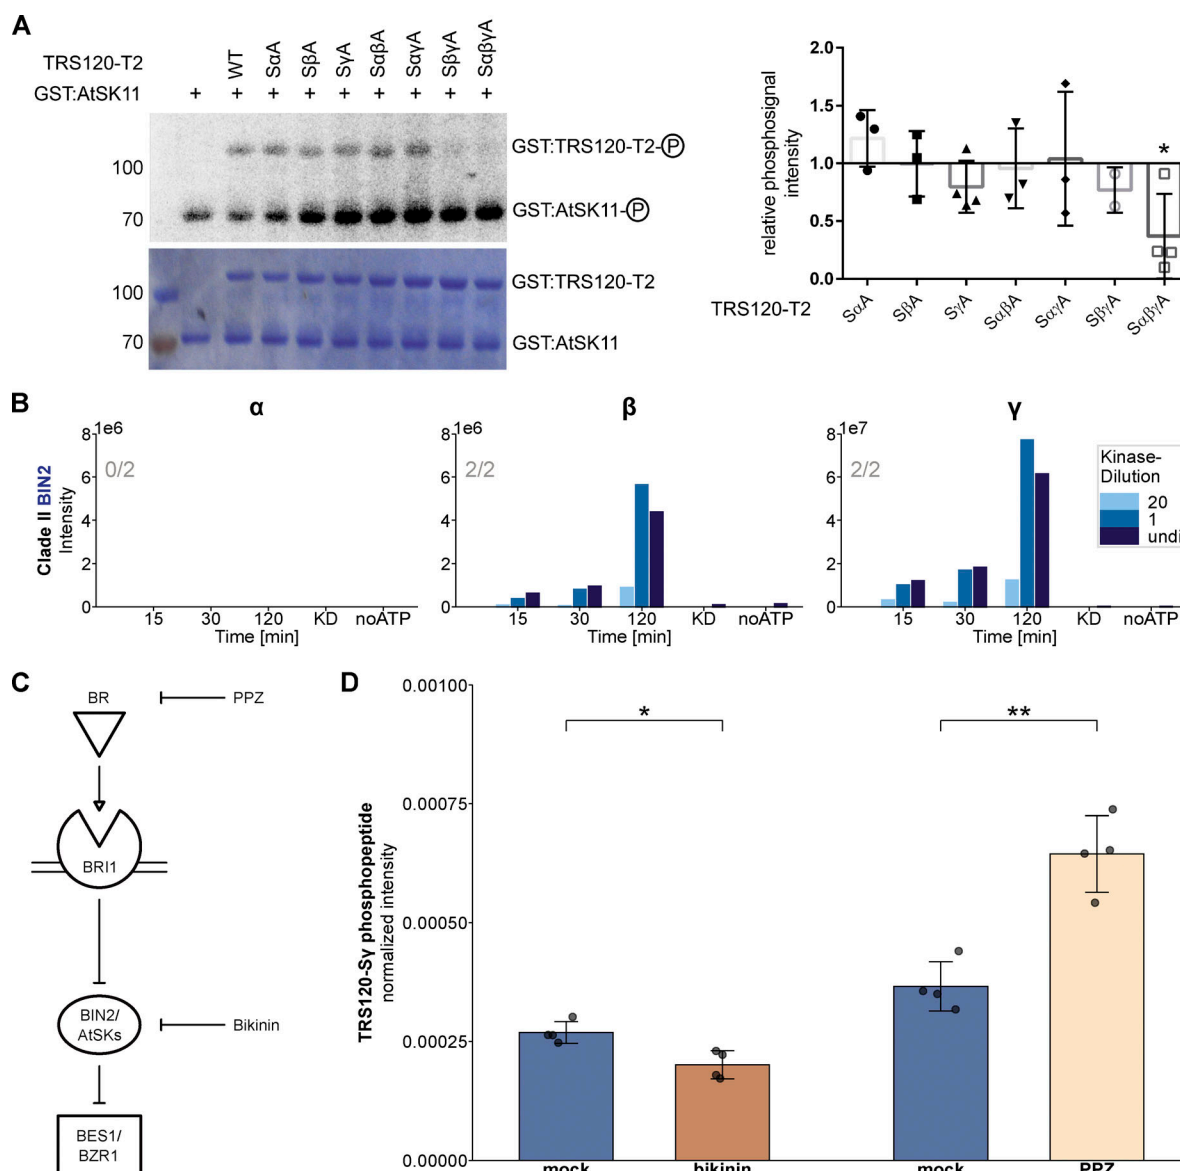 A
TRS120-T2 WT SαA SβA SγA SαβA SαγA SβγA SαβγA
GST:AtSK11 + + + + + + + +
100
70
GST:TRS120-T2-P
GST:AtSK11-P
100
70
GST:TRS120-T2
GST:AtSK11
relative phosphosignal
intensity
2.0
1.5
1.0
0.5
0.0
*
TRS120-T2 SαA SβA SγA SαβA SαγA SβγA SαβγA
B
α
Clade II BIN2
Intensity
1e6
8
6
4
2
0
0/2
15 30 120 KD noATP
Time [min]
β
1e6
8
6
4
2
0
2/2
15 30 120 KD noATP
Time [min]
γ
1e7
8
6
4
2
0
2/2
15 30 120 KD noATP
Time [min]
Kinase-
Dilution
20
1
undi
C
BR
PPZ
BRI1
BIN2/
AtSKs
Bikinin
BES1/
BZR1
D
TRS120-Sγ phosphopeptide
normalized intensity
0.00100
0.00075
0.00050
0.00025
0.00000
*
**
mock bikinin mock PPZ